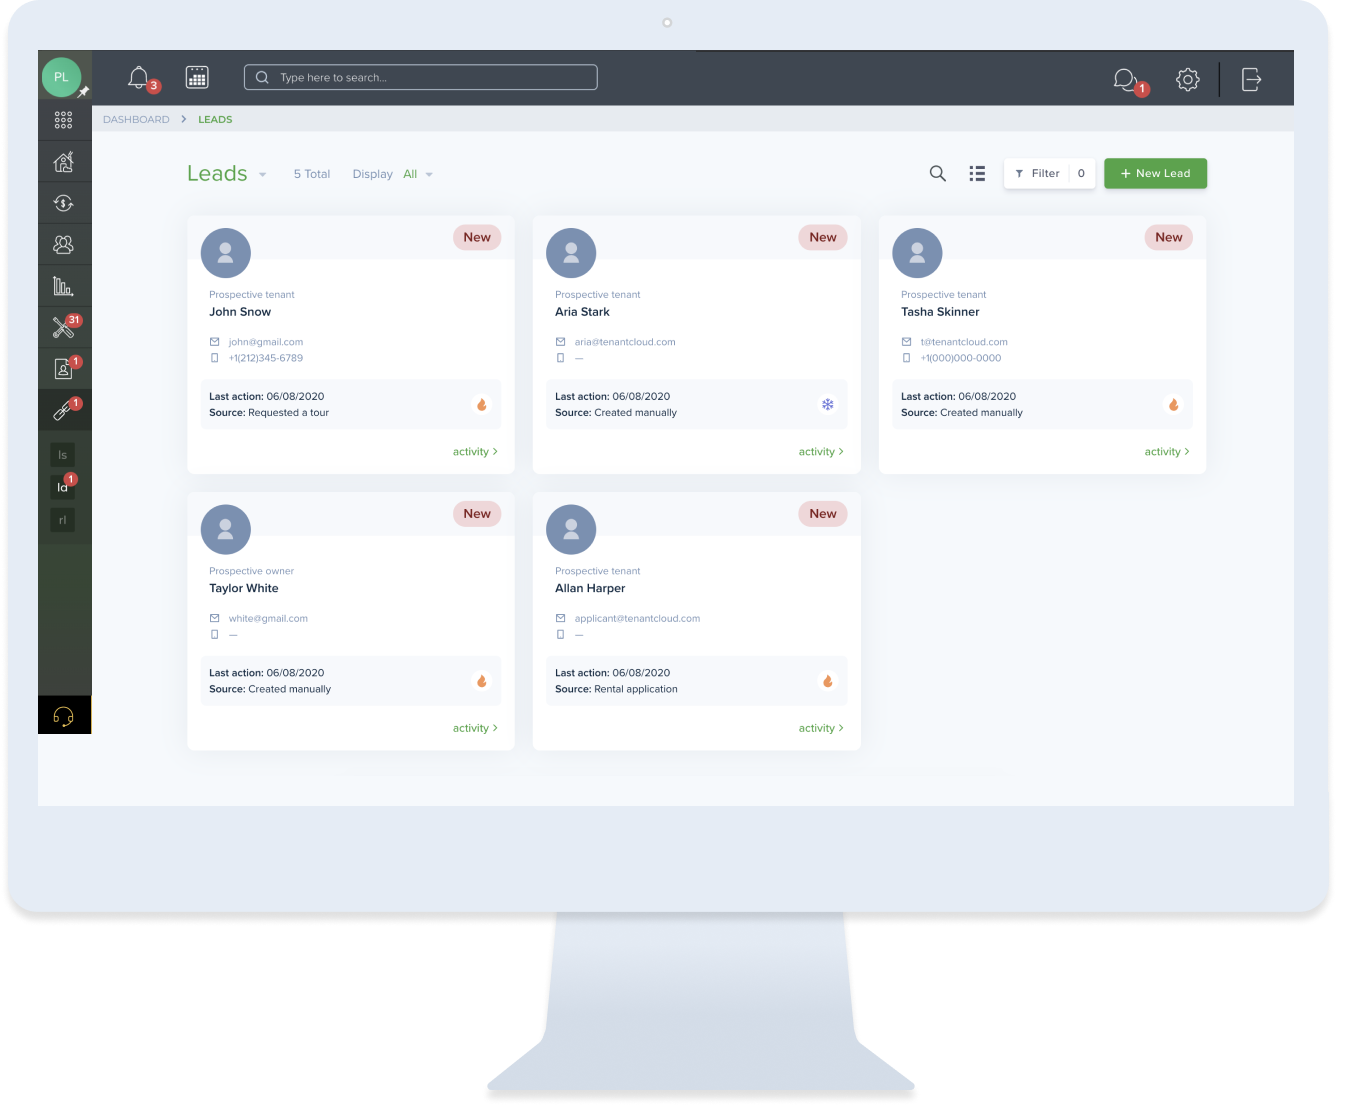 PL
3
Type here to search...
1
DASHBOARD > LEADS
Leads
5 Total
Display All
Filter 0
+ New Lead
31
1
1
ls
ld
1
rl
New
Prospective tenant
John Snow
john@gmail.com
+1(212)345-6789
Last action: 06/08/2020
Source: Requested a tour
activity >
New
Prospective tenant
Aria Stark
aria@tenantcloud.com
—
Last action: 06/08/2020
Source: Created manually
activity >
New
Prospective tenant
Tasha Skinner
t@tenantcloud.com
+1(000)000-0000
Last action: 06/08/2020
Source: Created manually
activity >
New
Prospective owner
Taylor White
white@gmail.com
—
Last action: 06/08/2020
Source: Created manually
activity >
New
Prospective tenant
Allan Harper
applicant@tenantcloud.com
—
Last action: 06/08/2020
Source: Rental application
activity >